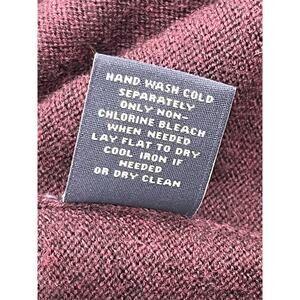 HAND WASH COLD
SEPARATELY
ONLY NON-
CHLORINE BLEACH
WHEN NEEDED
LAY FLAT TO DRY
COOL IRON IF
NEEDED
OR DRY CLEAN